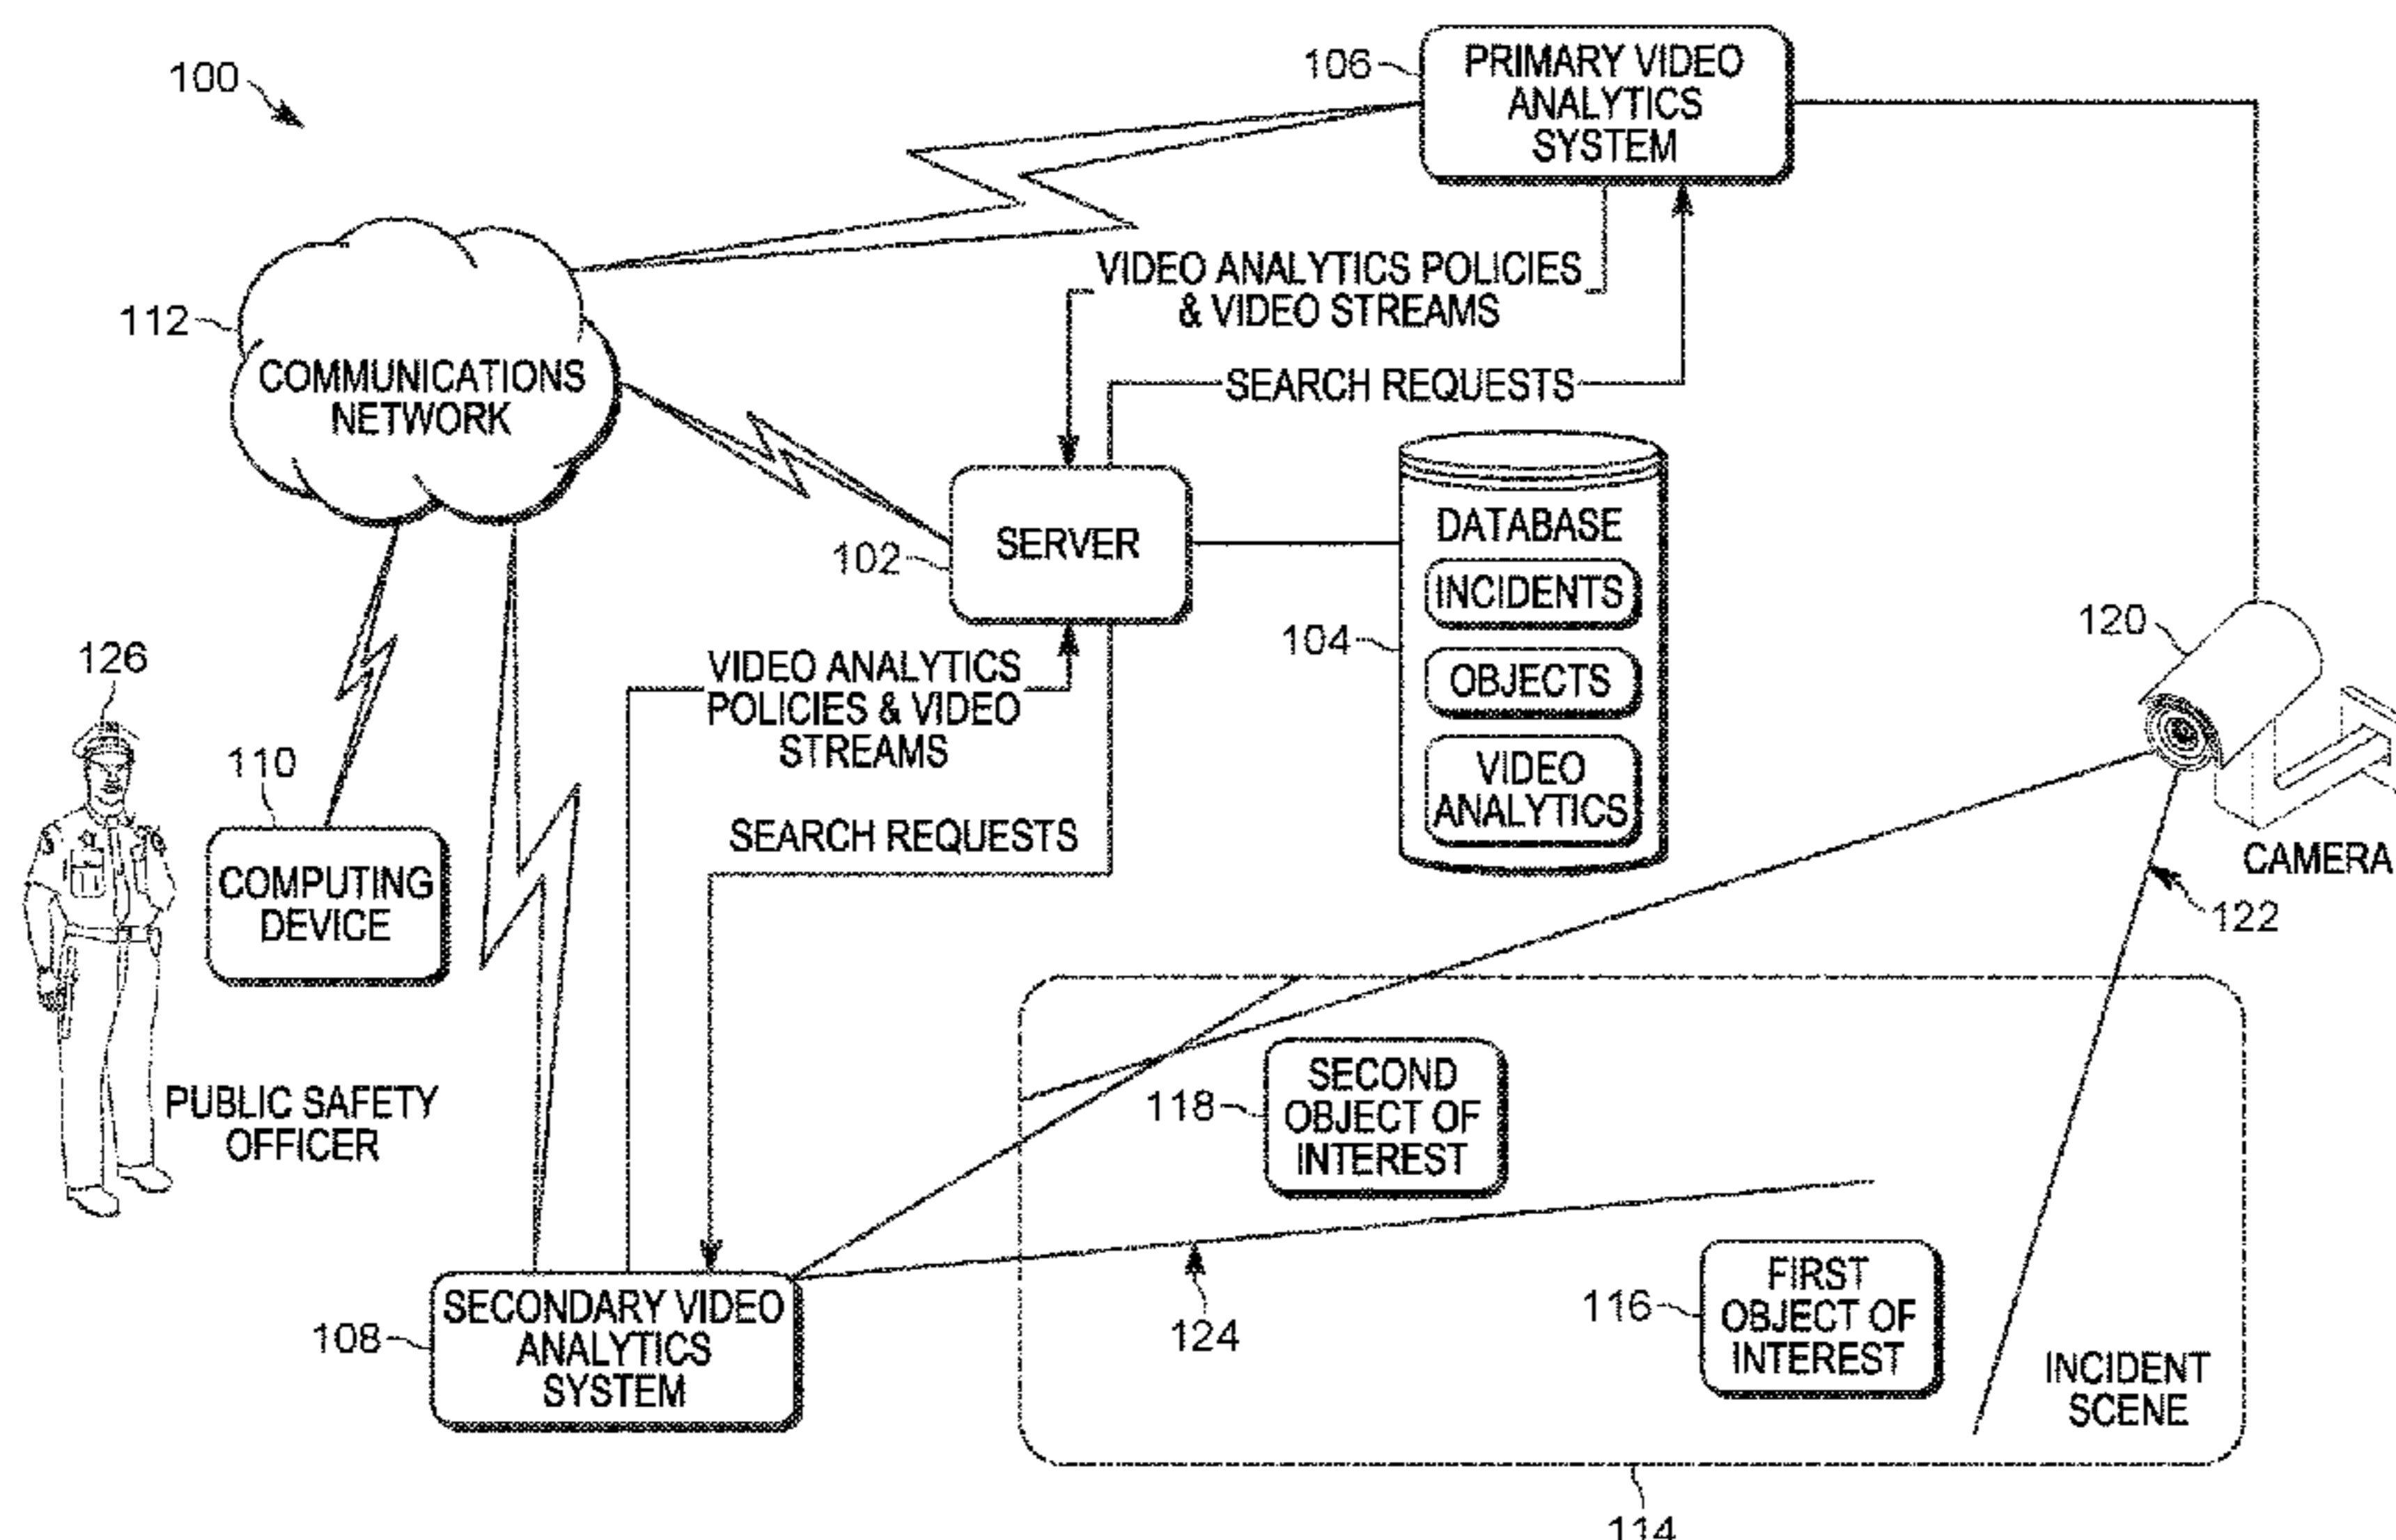 100
106
PRIMARY VIDEO
ANALYTICS
SYSTEM
VIDEO ANALYTICS POLICIES
& VIDEO STREAMS
112
COMMUNICATIONS
NETWORK
SEARCH REQUESTS
102
SERVER
DATABASE
INCIDENTS
OBJECTS
VIDEO
ANALYTICS
104
120
CAMERA
122
126
PUBLIC SAFETY
OFFICER
110
COMPUTING
DEVICE
VIDEO ANALYTICS
POLICIES & VIDEO
STREAMS
SEARCH REQUESTS
118
SECOND
OBJECT OF
INTEREST
108
SECONDARY VIDEO
ANALYTICS
SYSTEM
124
116
FIRST
OBJECT OF
INTEREST
INCIDENT
SCENE
114